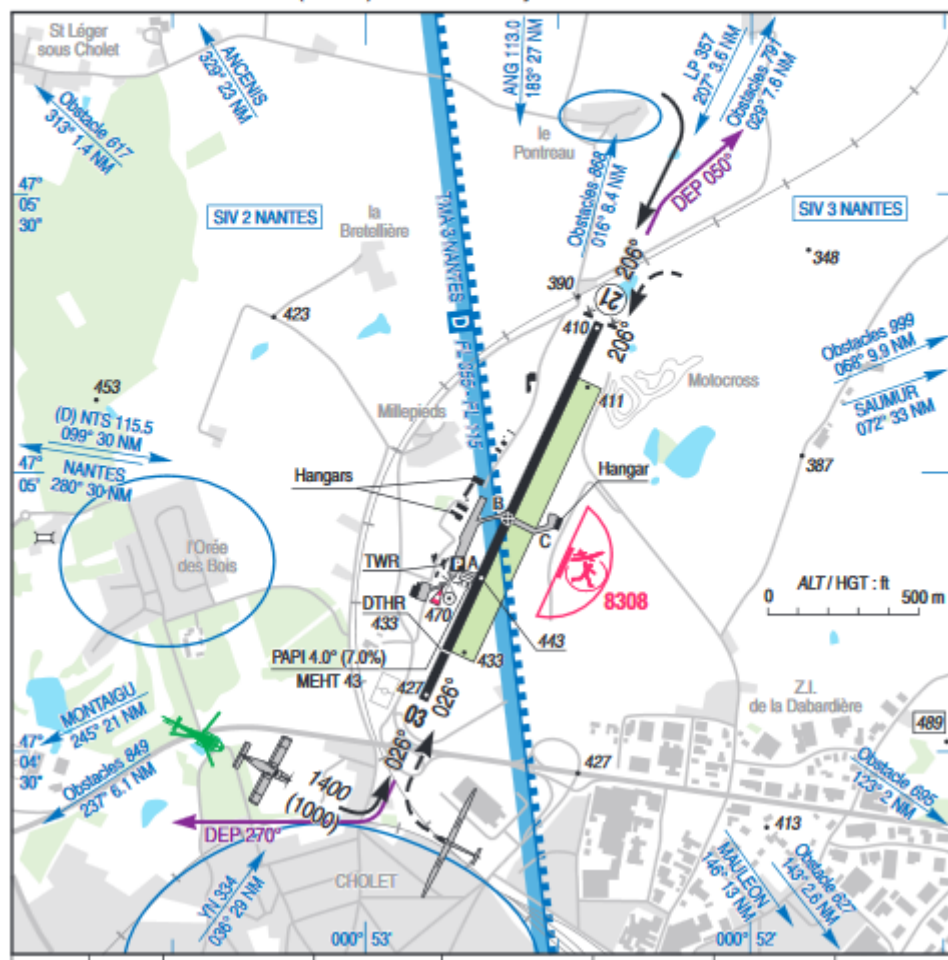 St Léger
sous Cholet
ANCENIS
329° 23 NM
Obstacle 617
313° 1.4 NM
ANG 113.0
183° 27 NM
LP 357
207° 3.6 NM
Obstacles 791
029° 7.6 NM
le
Pontreau
DEP 050°
Obstacles 868
016° 8.4 NM
47°
05'
30"
SIV 2 NANTES
la
Bretellière
TMA 3 NANTES D FL 055 - FL 115
SIV 3 NANTES
348
206°
390
21
423
410
206°
Obstacles 999
068° 9.9 NM
SAUMUR
072° 33 NM
Motocross
411
453
Millepieds
(D) NTS 115.5
099° 30 NM
NANTES
280° 30 NM
387
47°
05'
Hangars
Hangar
B
C
l'Orée
des Bois
TWR
P
A
8308
ALT / HGT : ft
0
500 m
DTHR
433
470
443
PAPI 4.0° (7.0%)
MEHT 43
433
427
03
026°
026°
Z.I.
de la Dabardière
489
MONTAIGU
245° 21 NM
47°
04'
30"
Obstacles 849
237° 6.1 NM
1400
(1000)
427
Obstacle 695
123° 2 NM
DEP 270°
413
CHOLET
YN 334
036° 29 NM
MAULEON
146° 13 NM
Obstacle 627
143° 2.6 NM
000° 53'
000° 52'